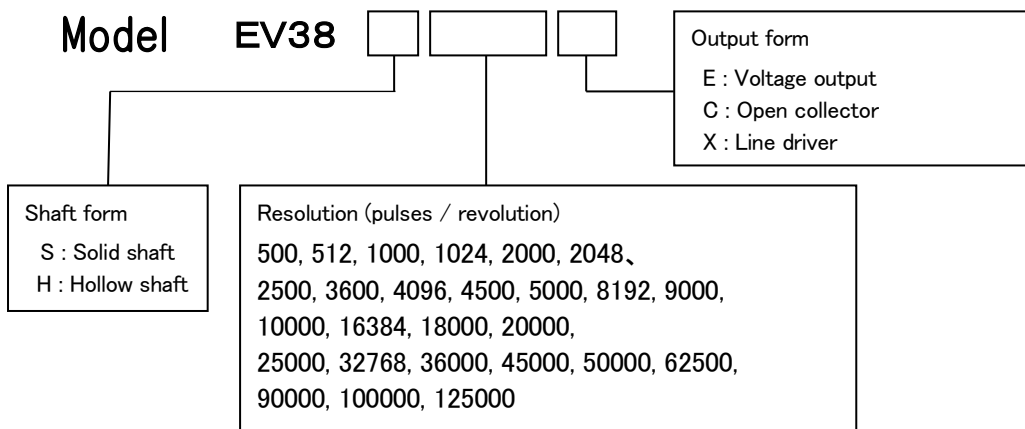 Model EV38
Output form
E : Voltage output
C : Open collector
X : Line driver
Shaft form
S : Solid shaft
H : Hollow shaft
Resolution (pulses / revolution)
500, 512, 1000, 1024, 2000, 2048、
2500, 3600, 4096, 4500, 5000, 8192, 9000,
10000, 16384, 18000, 20000,
25000, 32768, 36000, 45000, 50000, 62500,
90000, 100000, 125000